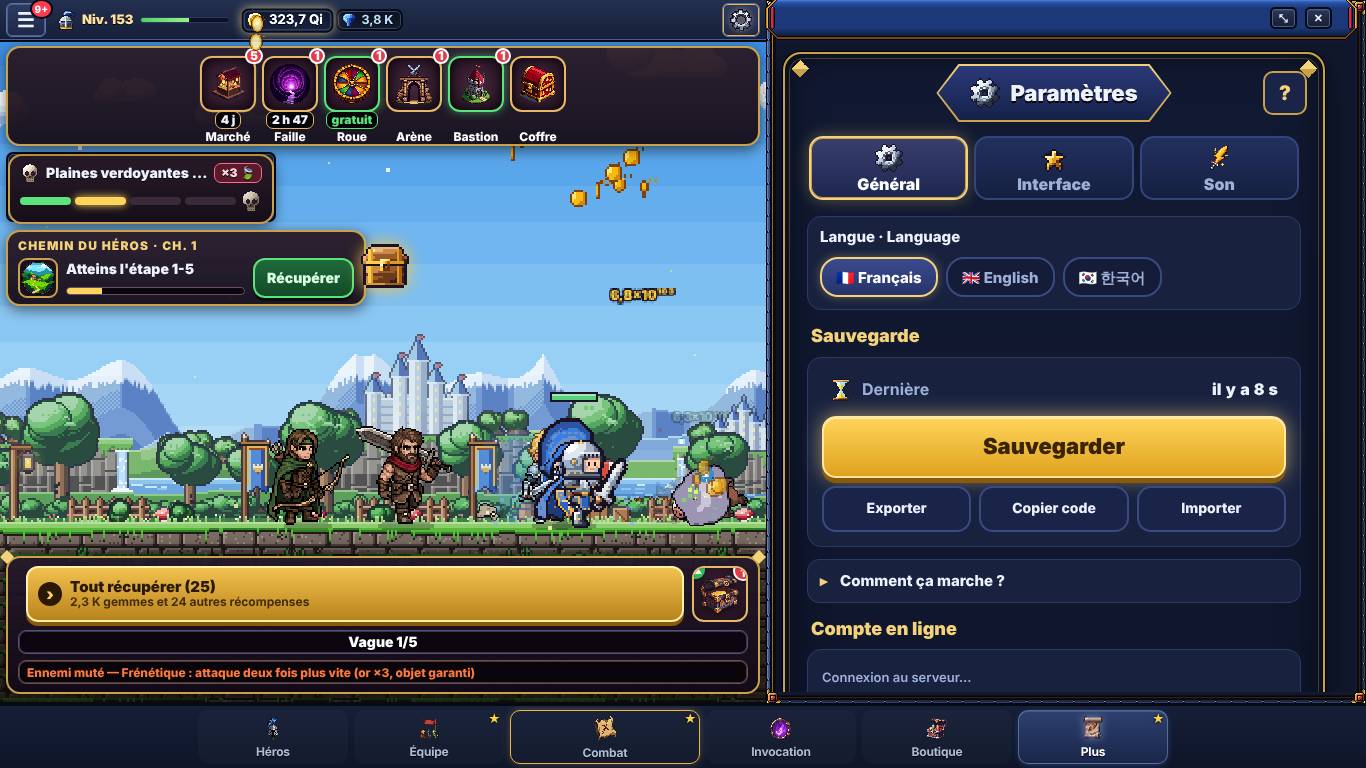 9+
Niv. 153
323,7 Qi
3,8 K
5
1
1
1
1
4 j
2 h 47
gratuit
Marché
Faille
Roue
Arène
Bastion
Coffre
Plaines verdoyantes ...
×3
CHEMIN DU HÉROS · CH. 1
Atteins l'étape 1-5
Récupérer
Tout récupérer (25)
2,3 K gemmes et 24 autres récompenses
Vague 1/5
Ennemi muté — Frénétique : attaque deux fois plus vite (or ×3, objet garanti)
Paramètres
?
Général
Interface
Son
Langue · Language
Français
English
한국어
Sauvegarde
Dernière
il y a 8 s
Sauvegarder
Exporter
Copier code
Importer
Comment ça marche ?
Compte en ligne
Connexion au serveur...
Héros
Équipe
Combat
Invocation
Boutique
Plus